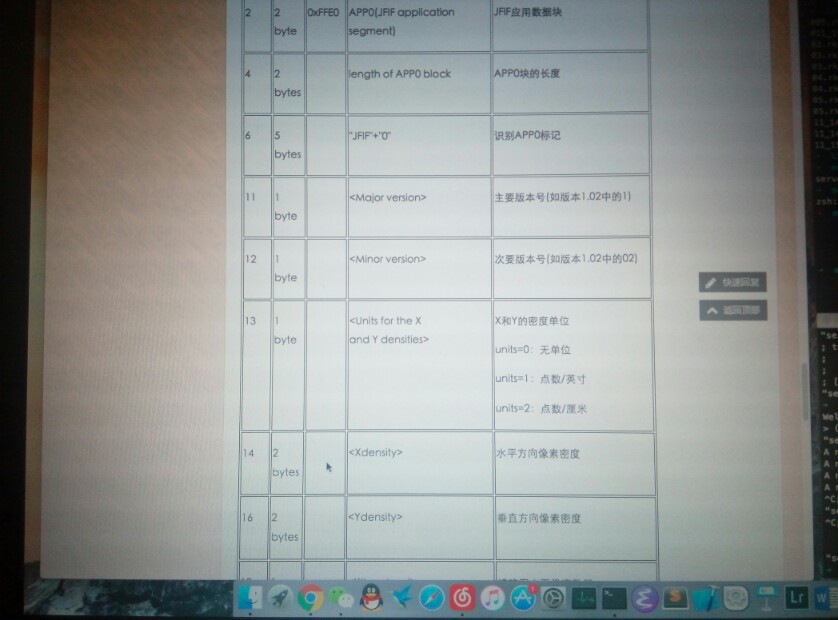 2 2 0xFFE0 APP0(JFIF application JFIF应用数据块
byte segment)
4 2 length of APP0 block APP0块的长度
bytes
6 5 "JFIF"+"0" 识别APP0标记
bytes
11 1 <Major version> 主要版本号(如版本1.02中的1)
byte
12 1 <Minor version> 次要版本号(如版本1.02中的02)
byte
快速回复
返回顶部
13 1 <Units for the X X和Y的密度单位
byte and Y densities>
units=0：无单位
units=1：点数/英寸
units=2：点数/厘米
14 2 <Xdensity> 水平方向像素密度
bytes
16 2 <Ydensity> 垂直方向像素密度
bytes
serv
zsh:
"se
Wel
"se
^C
Lr
W